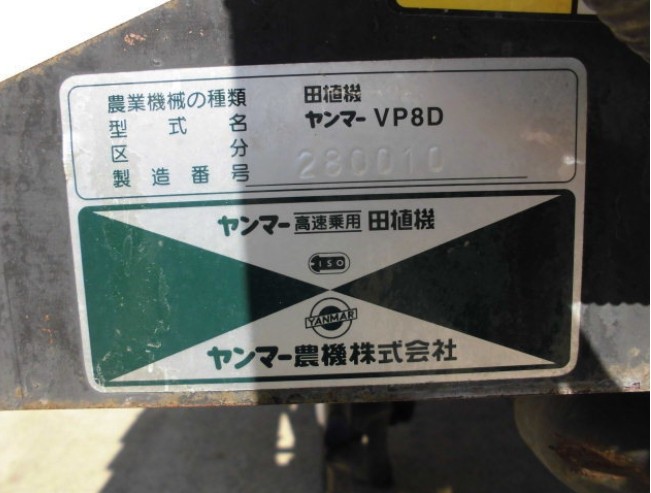 農業機械の種類 田植機
型式名 ヤンマー VP8D
区分
製造番号 280010
ヤンマー高速乗用田植機
ISO
YANMAR
ヤンマー農機株式会社